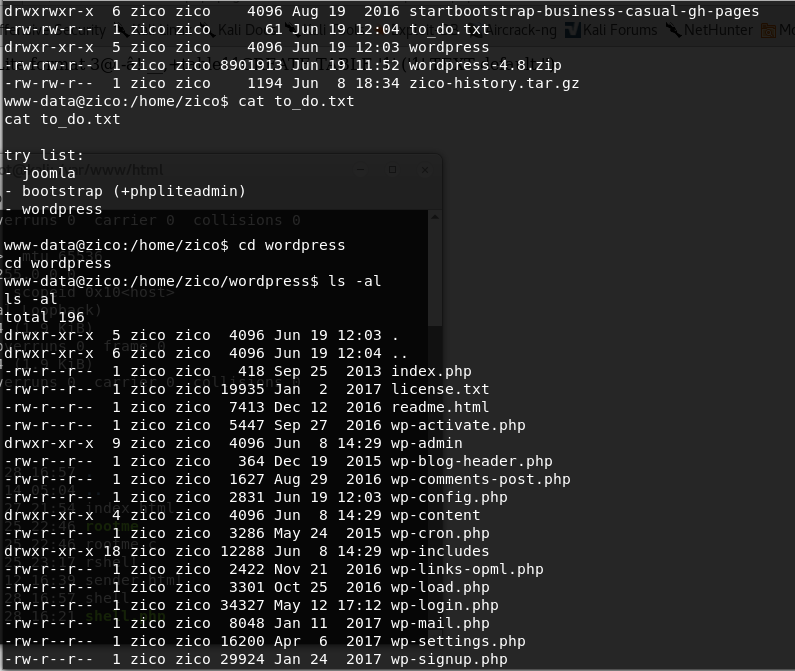 drwxrwxr-x  6 zico zico    4096 Aug 19  2016 startbootstrap-business-casual-gh-pages
-rw-r--r--  1 zico zico      61 Jun 19 12:04 to_do.txt
drwxr-xr-x  5 zico zico    4096 Jun 19 12:03 wordpress
-rw-rw-r--  1 zico zico 8901913 Jun 19 11:52 wordpress-4.8.zip
-rw-rw-r--  1 zico zico    1194 Jun  8 18:34 zico-history.tar.gz
www-data@zico:/home/zico$ cat to_do.txt
cat to_do.txt
try list:
- joomla
- bootstrap (+phpliteadmin)
- wordpress
www-data@zico:/home/zico$ cd wordpress
cd wordpress
www-data@zico:/home/zico/wordpress$ ls -al
ls -al
total 196
drwxr-xr-x  5 zico zico  4096 Jun 19 12:03 .
drwxr-xr-x  6 zico zico  4096 Jun 19 12:04 ..
-rw-r--r--  1 zico zico   418 Sep 25  2013 index.php
-rw-r--r--  1 zico zico 19935 Jan  2  2017 license.txt
-rw-r--r--  1 zico zico  7413 Dec 12  2016 readme.html
-rw-r--r--  1 zico zico  5447 Sep 27  2016 wp-activate.php
drwxr-xr-x  9 zico zico  4096 Jun  8 14:29 wp-admin
-rw-r--r--  1 zico zico   364 Dec 19  2015 wp-blog-header.php
-rw-r--r--  1 zico zico  1627 Aug 29  2016 wp-comments-post.php
-rw-r--r--  1 zico zico  2831 Jun 19 12:03 wp-config.php
drwxr-xr-x  4 zico zico  4096 Jun  8 14:29 wp-content
-rw-r--r--  1 zico zico  3286 May 24  2015 wp-cron.php
drwxr-xr-x 18 zico zico 12288 Jun  8 14:29 wp-includes
-rw-r--r--  1 zico zico  2422 Nov 21  2016 wp-links-opml.php
-rw-r--r--  1 zico zico  3301 Oct 25  2016 wp-load.php
-rw-r--r--  1 zico zico 34327 May 12 17:12 wp-login.php
-rw-r--r--  1 zico zico  8048 Jan 11  2017 wp-mail.php
-rw-r--r--  1 zico zico 16200 Apr  6  2017 wp-settings.php
-rw-r--r--  1 zico zico 29924 Jan 24  2017 wp-signup.php